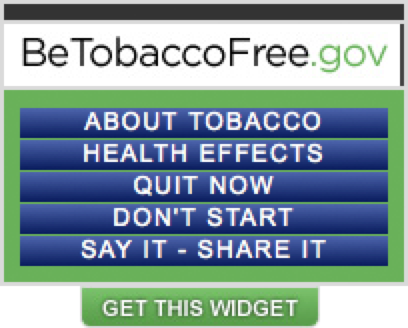 BeTobaccoFree.gov
ABOUT TOBACCO
HEALTH EFFECTS
QUIT NOW
DON'T START
SAY IT - SHARE IT
GET THIS WIDGET